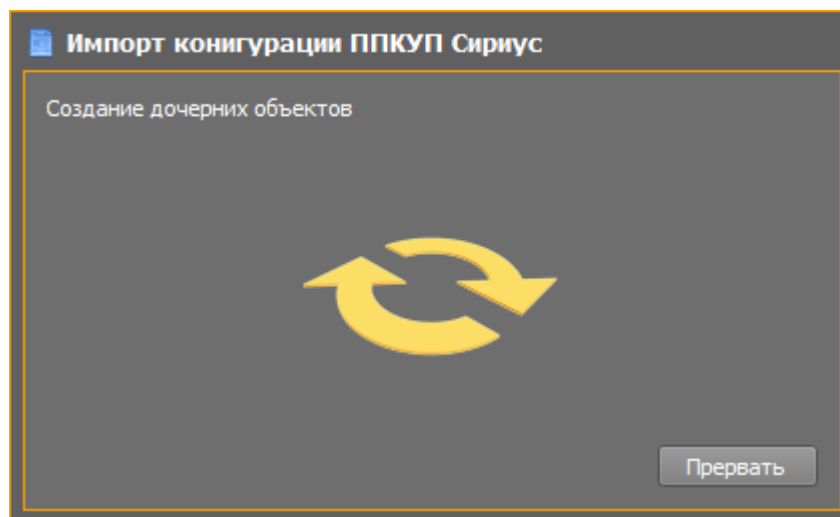 Импорт конигурации ППКУП Сириус
Создание дочерних объектов
Прервать